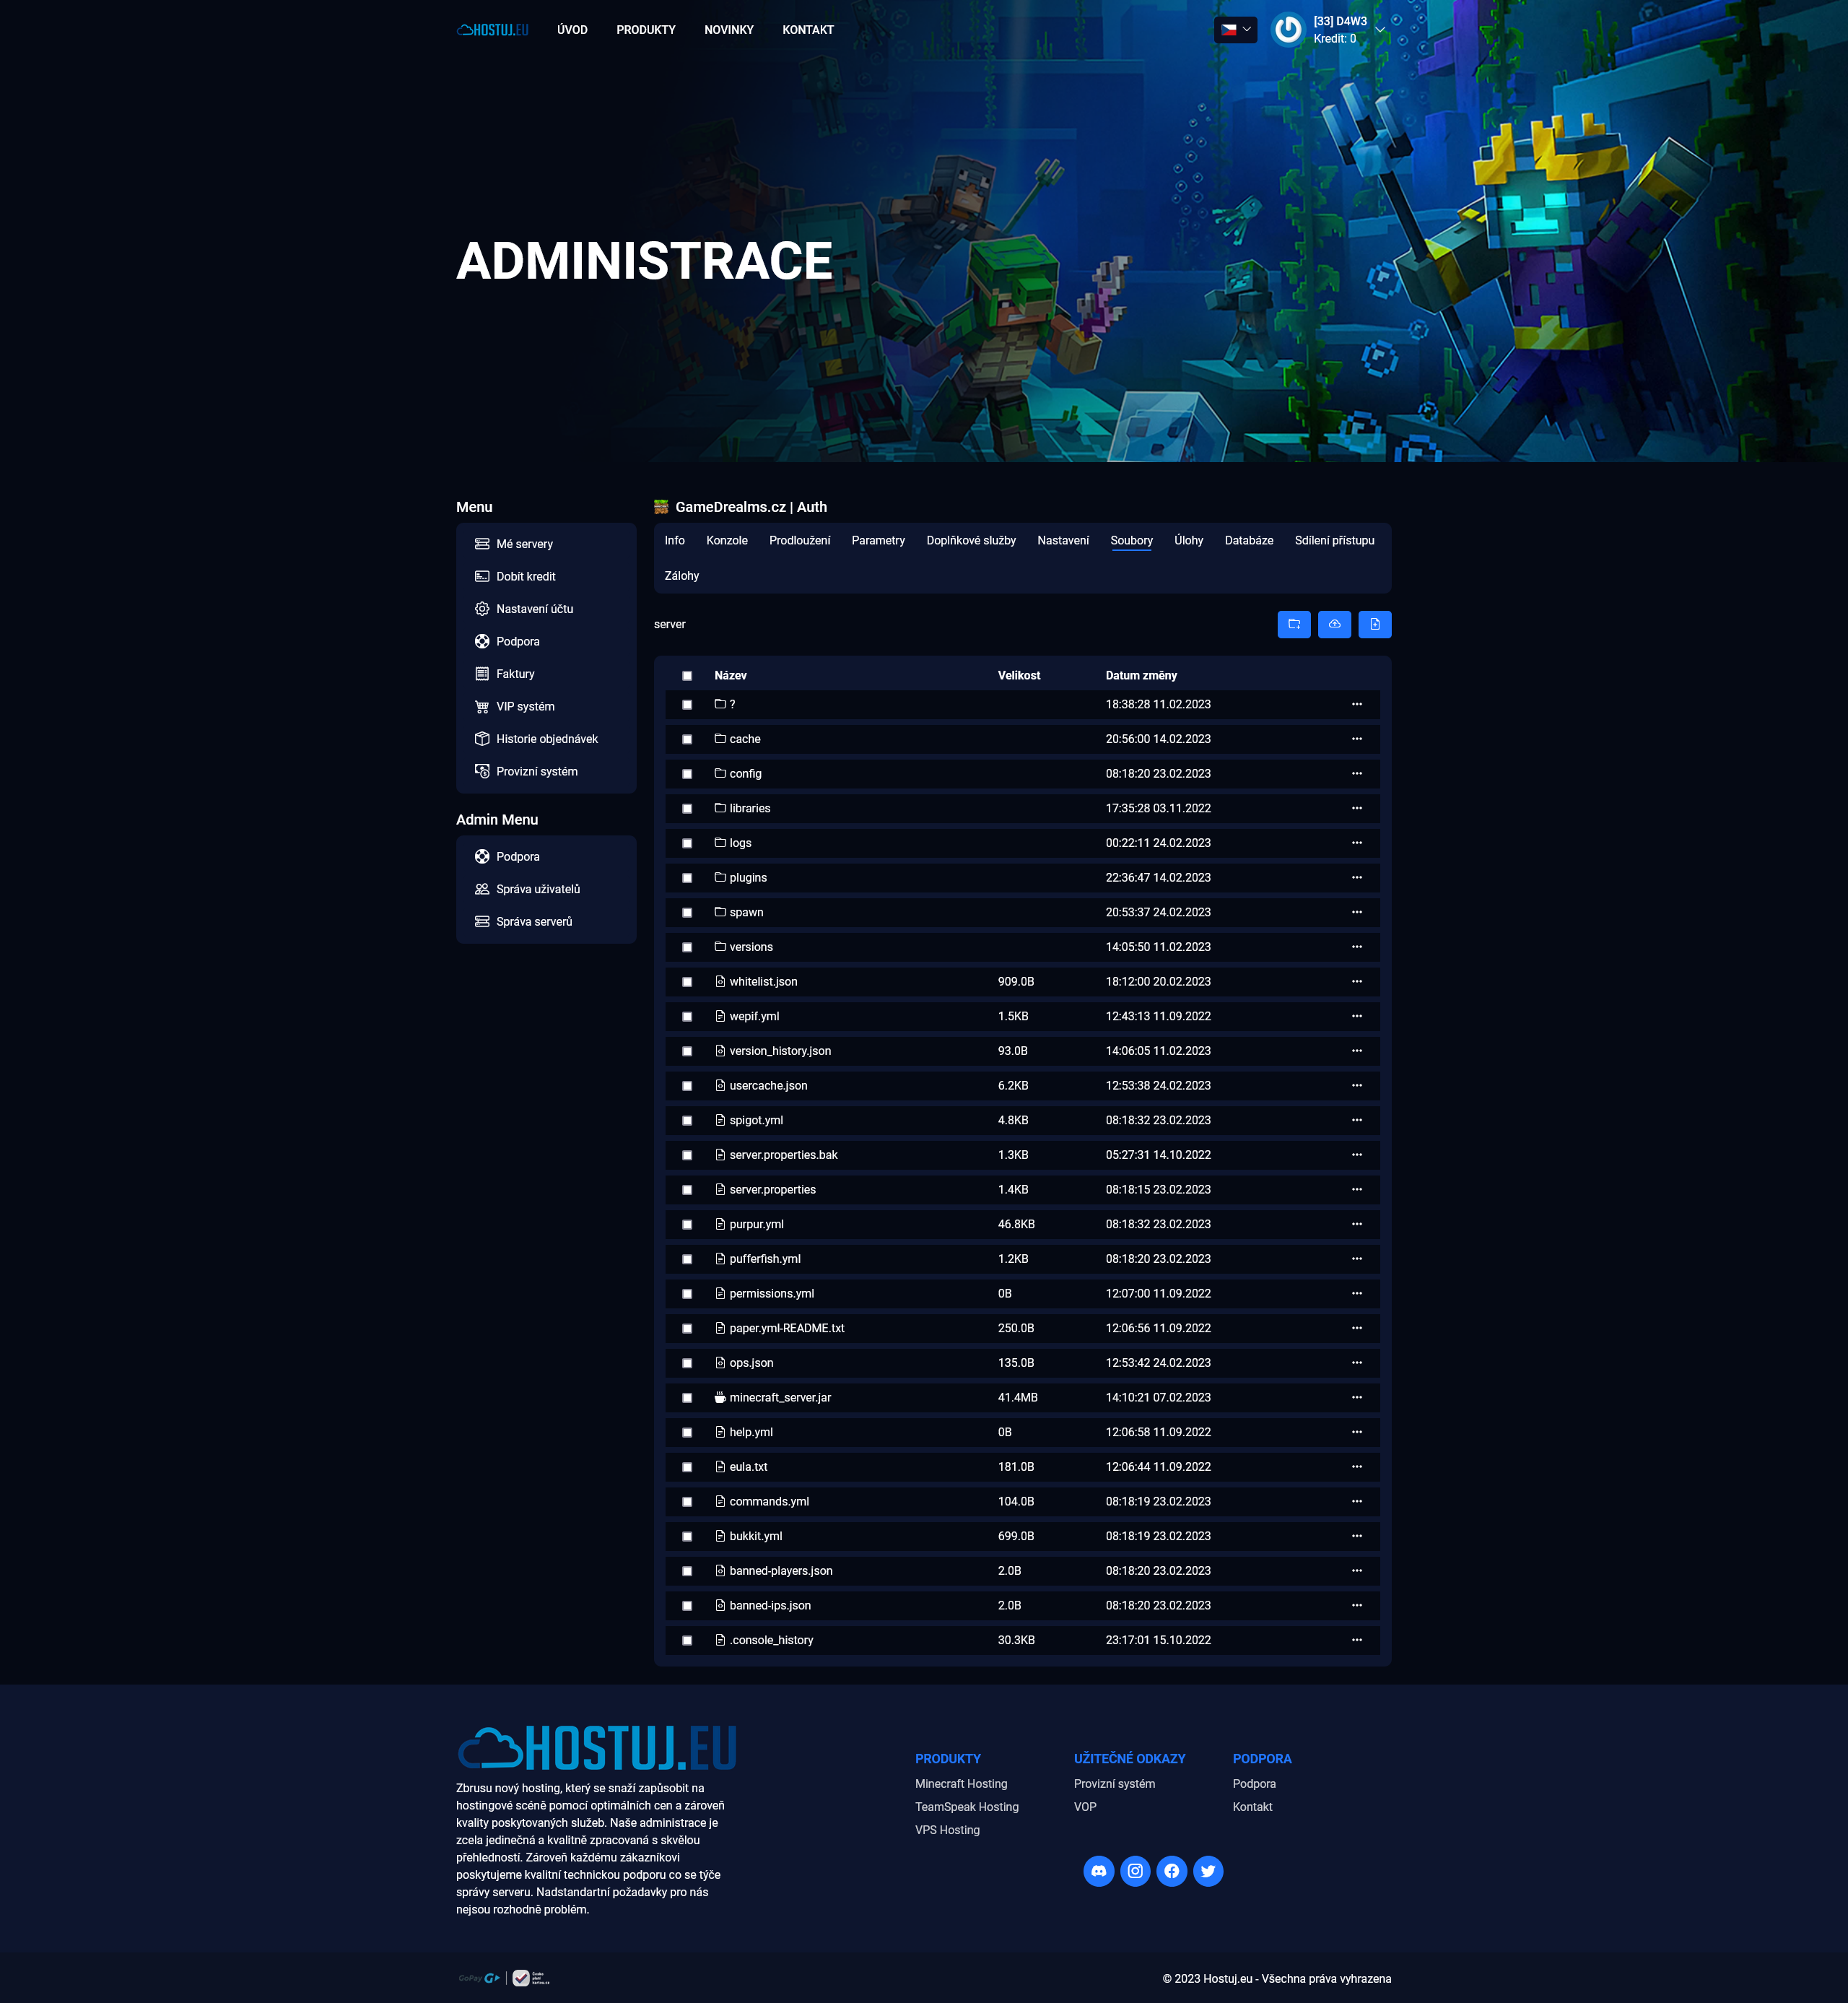 HOSTUJ.EU
ÚVOD
PRODUKTY
NOVINKY
KONTAKT
[33] D4W3
Kredit: 0
ADMINISTRACE
Menu
Mé servery
Dobít kredit
Nastavení účtu
Podpora
Faktury
VIP systém
Historie objednávek
Provizní systém
Admin Menu
Podpora
Správa uživatelů
Správa serverů
GameDrealms.cz | Auth
Info Konzole Prodloužení Parametry Doplňkové služby Nastavení Soubory Úlohy Databáze Sdílení přístupu
Zálohy
server
Název Velikost Datum změny
? 18:38:28 11.02.2023
cache 20:56:00 14.02.2023
config 08:18:20 23.02.2023
libraries 17:35:28 03.11.2022
logs 00:22:11 24.02.2023
plugins 22:36:47 14.02.2023
spawn 20:53:37 24.02.2023
versions 14:05:50 11.02.2023
whitelist.json 909.0B 18:12:00 20.02.2023
wepif.yml 1.5KB 12:43:13 11.09.2022
version_history.json 93.0B 14:06:05 11.02.2023
usercache.json 6.2KB 12:53:38 24.02.2023
spigot.yml 4.8KB 08:18:32 23.02.2023
server.properties.bak 1.3KB 05:27:31 14.10.2022
server.properties 1.4KB 08:18:15 23.02.2023
purpur.yml 46.8KB 08:18:32 23.02.2023
pufferfish.yml 1.2KB 08:18:20 23.02.2023
permissions.yml 0B 12:07:00 11.09.2022
paper.yml-README.txt 250.0B 12:06:56 11.09.2022
ops.json 135.0B 12:53:42 24.02.2023
minecraft_server.jar 41.4MB 14:10:21 07.02.2023
help.yml 0B 12:06:58 11.09.2022
eula.txt 181.0B 12:06:44 11.09.2022
commands.yml 104.0B 08:18:19 23.02.2023
bukkit.yml 699.0B 08:18:19 23.02.2023
banned-players.json 2.0B 08:18:20 23.02.2023
banned-ips.json 2.0B 08:18:20 23.02.2023
.console_history 30.3KB 23:17:01 15.10.2022
HOSTUJ.EU
Zbrusu nový hosting, který se snaží zapůsobit na
hostingové scéně pomocí optimálních cen a zároveň
kvality poskytovaných služeb. Naše administrace je
zcela jedinečná a kvalitně zpracovaná s skvělou
přehledností. Zároveň každému zákazníkovi
poskytujeme kvalitní technickou podporu co se týče
správy serveru. Nadstandartní požadavky pro nás
nejsou rozhodně problém.
PRODUKTY
Minecraft Hosting
TeamSpeak Hosting
VPS Hosting
UŽITEČNÉ ODKAZY
Provizní systém
VOP
PODPORA
Podpora
Kontakt
GoPay
Česko
platí
kartou.cz
© 2023 Hostuj.eu - Všechna práva vyhrazena